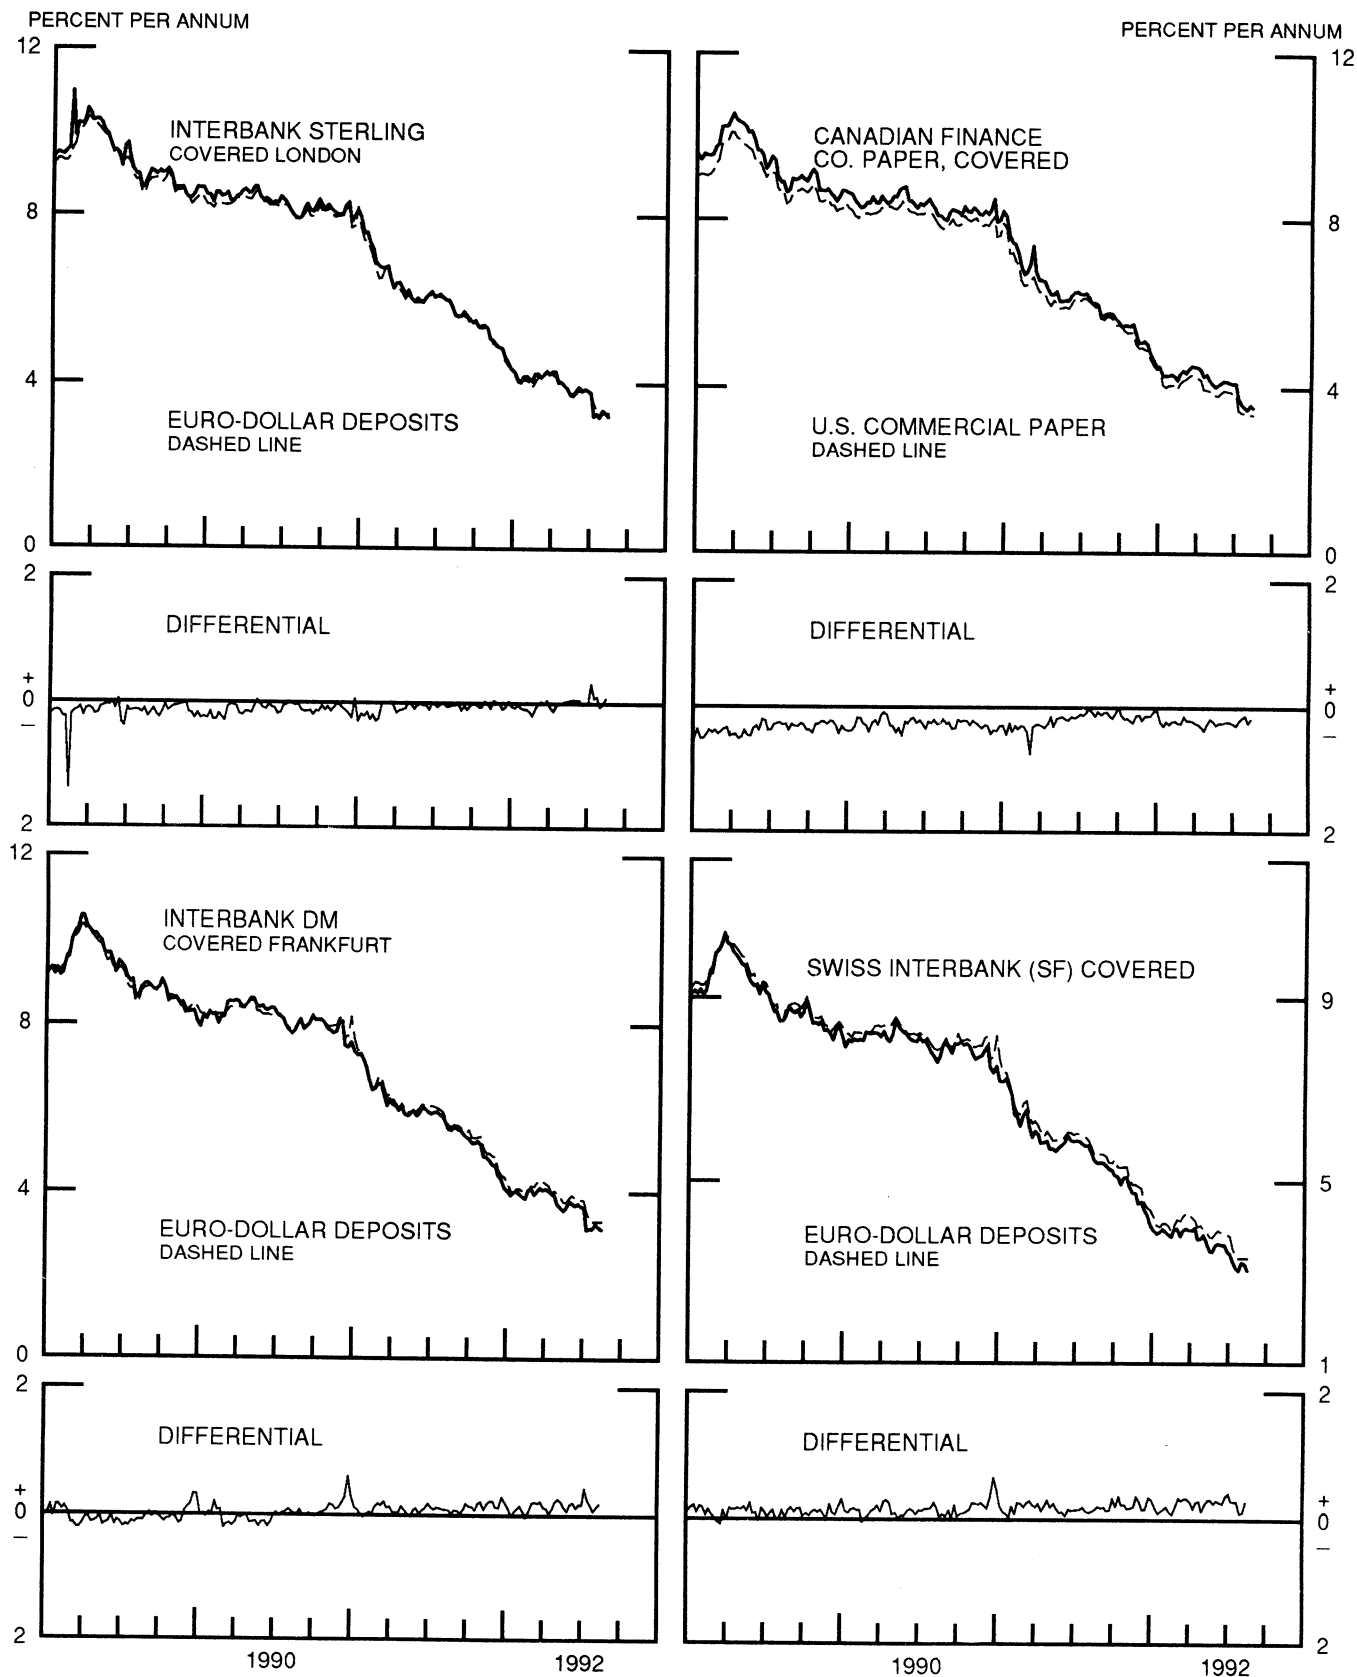 PERCENT PER ANNUM
PERCENT PER ANNUM
12
12
INTERBANK STERLING
COVERED LONDON
CANADIAN FINANCE
CO. PAPER, COVERED
8
8
4
4
EURO-DOLLAR DEPOSITS
DASHED LINE
U.S. COMMERCIAL PAPER
DASHED LINE
0
0
2
2
DIFFERENTIAL
DIFFERENTIAL
+
0
–
+
0
–
2
2
12
INTERBANK DM
COVERED FRANKFURT
SWISS INTERBANK (SF) COVERED
8
9
4
5
EURO-DOLLAR DEPOSITS
DASHED LINE
EURO-DOLLAR DEPOSITS
DASHED LINE
0
1
2
2
DIFFERENTIAL
DIFFERENTIAL
+
0
–
+
0
–
2
2
1990
1992
1990
1992